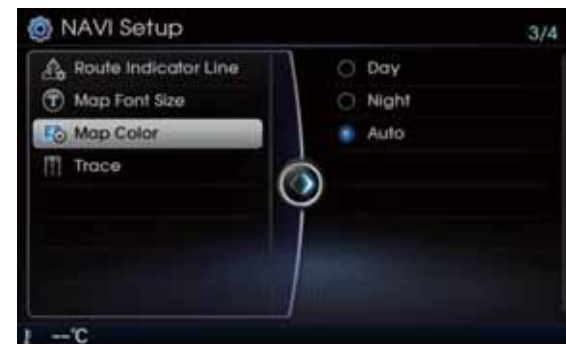 NAVI Setup
3/4
Route Indicator Line
Map Font Size
Map Color
Trace
Day
Night
Auto
--°C